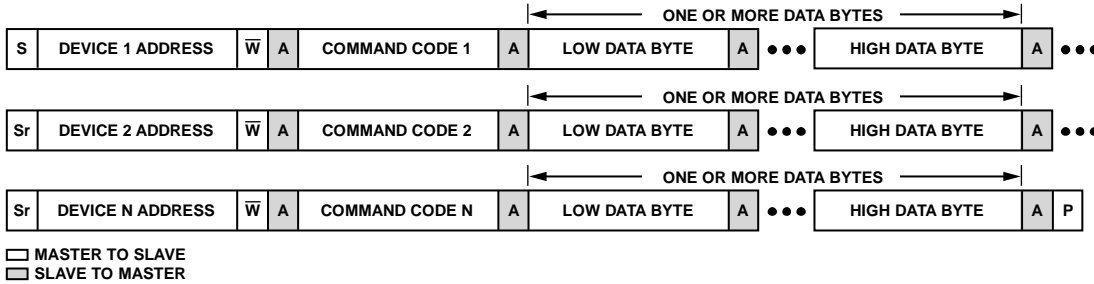 ONE OR MORE DATA BYTES
S DEVICE 1 ADDRESS W̅ A COMMAND CODE 1 A LOW DATA BYTE A ●●● HIGH DATA BYTE A ●●●
ONE OR MORE DATA BYTES
Sr DEVICE 2 ADDRESS W̅ A COMMAND CODE 2 A LOW DATA BYTE A ●●● HIGH DATA BYTE A ●●●
ONE OR MORE DATA BYTES
Sr DEVICE N ADDRESS W̅ A COMMAND CODE N A LOW DATA BYTE A ●●● HIGH DATA BYTE A P
MASTER TO SLAVE
SLAVE TO MASTER